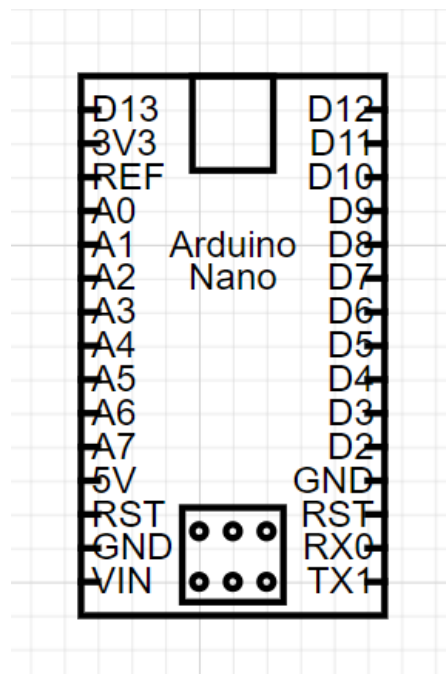 D13 D12
3V3 D11
REF D10
A0 D9
A1 Arduino D8
A2 Nano D7
A3 D6
A4 D5
A5 D4
A6 D3
A7 D2
5V GND
RST RST
GND RX0
VIN TX1